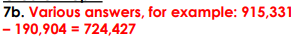 7b. Various answers, for example: 915,331
– 190,904 = 724,427